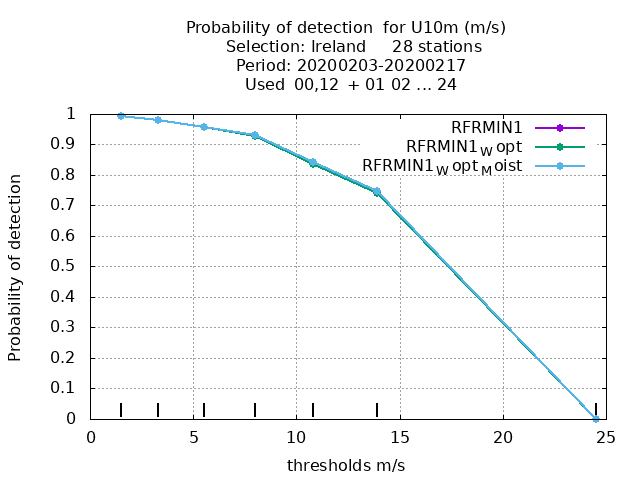 Probability of detection for U10m (m/s)
Selection: Ireland 28 stations
Period: 20200203-20200217
Used 00,12 + 01 02 ... 24
RFRMIN1
RFRMIN1_W opt
RFRMIN1_W opt_M oist
Probability of detection
1
0.9
0.8
0.7
0.6
0.5
0.4
0.3
0.2
0.1
0
0 5 10 15 20 25
thresholds m/s